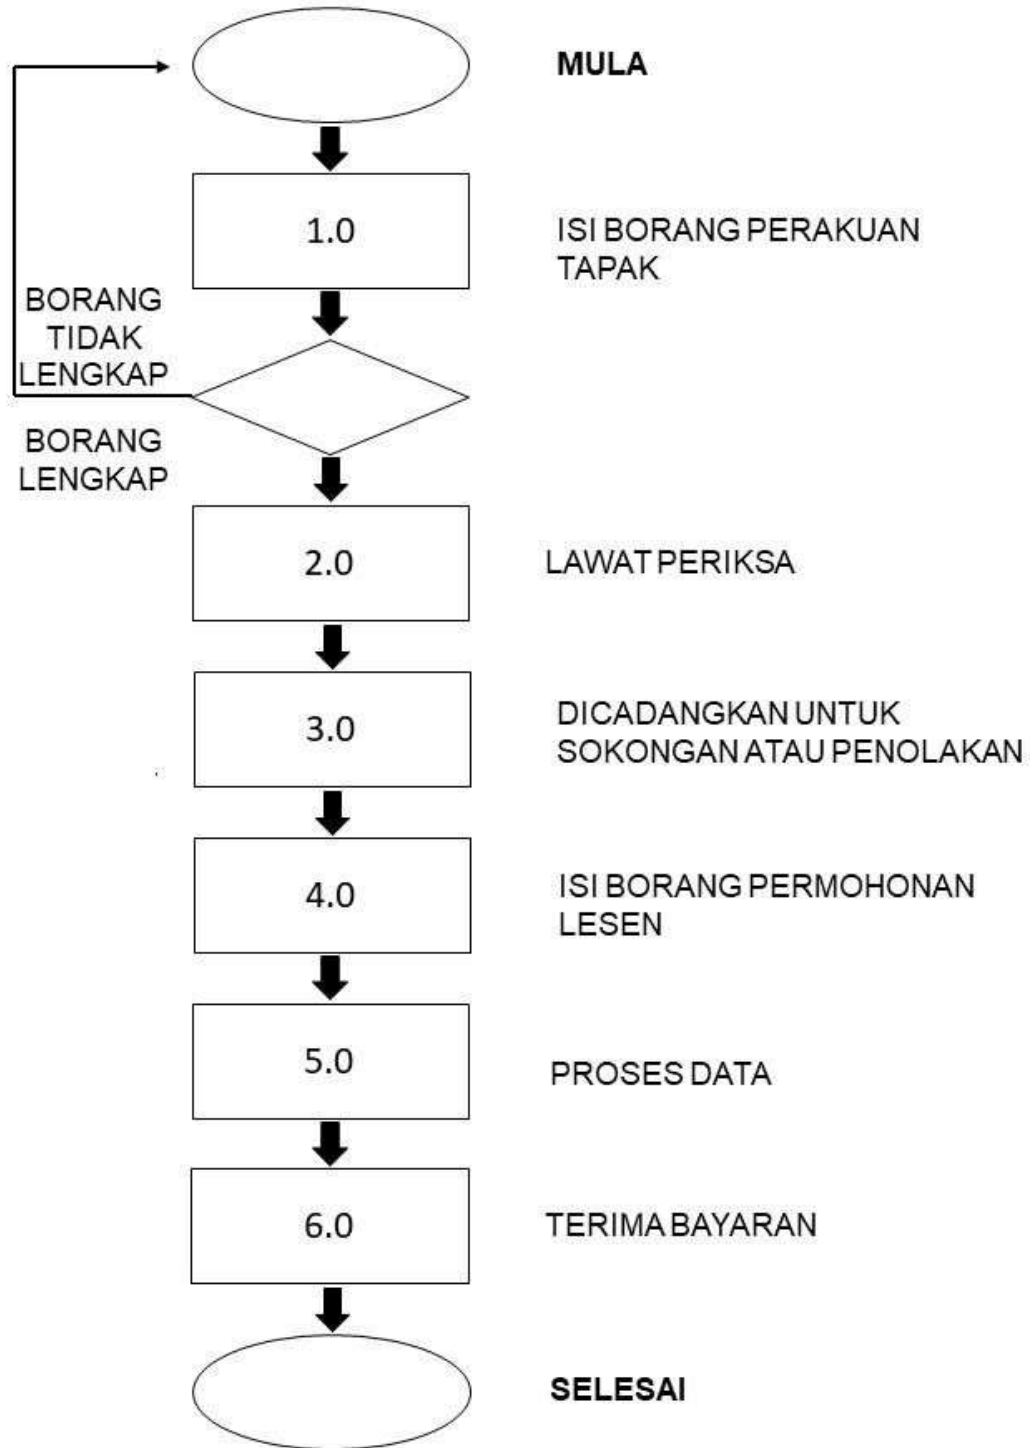 MULA
1.0
ISI BORANG PERAKUAN
TAPAK
BORANG
TIDAK
LENGKAP
BORANG
LENGKAP
2.0
LAWAT PERIKSA
3.0
DICADANGKAN UNTUK
SOKONGAN ATAU PENOLAKAN
4.0
ISI BORANG PERMOHONAN
LESEN
5.0
PROSES DATA
6.0
TERIMA BAYARAN
SELESAI